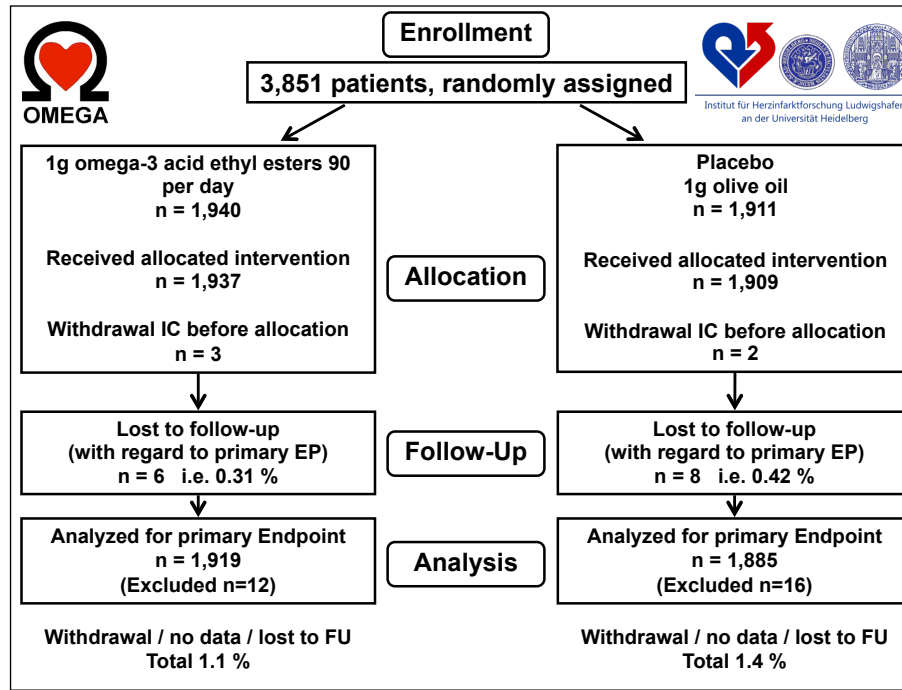 Enrollment
3,851 patients, randomly assigned
OMEGA
Institut für Herzinfarktforschung Ludwigshafen
an der Universität Heidelberg
1g omega-3 acid ethyl esters 90
per day
n = 1,940
Received allocated intervention
n = 1,937
Withdrawal IC before allocation
n = 3
Allocation
Placebo
1g olive oil
n = 1,911
Received allocated intervention
n = 1,909
Withdrawal IC before allocation
n = 2
Lost to follow-up
(with regard to primary EP)
n = 6 i.e. 0.31 %
Follow-Up
Lost to follow-up
(with regard to primary EP)
n = 8 i.e. 0.42 %
Analyzed for primary Endpoint
n = 1,919
(Excluded n=12)
Analysis
Analyzed for primary Endpoint
n = 1,885
(Excluded n=16)
Withdrawal / no data / lost to FU
Total 1.1 %
Withdrawal / no data / lost to FU
Total 1.4 %